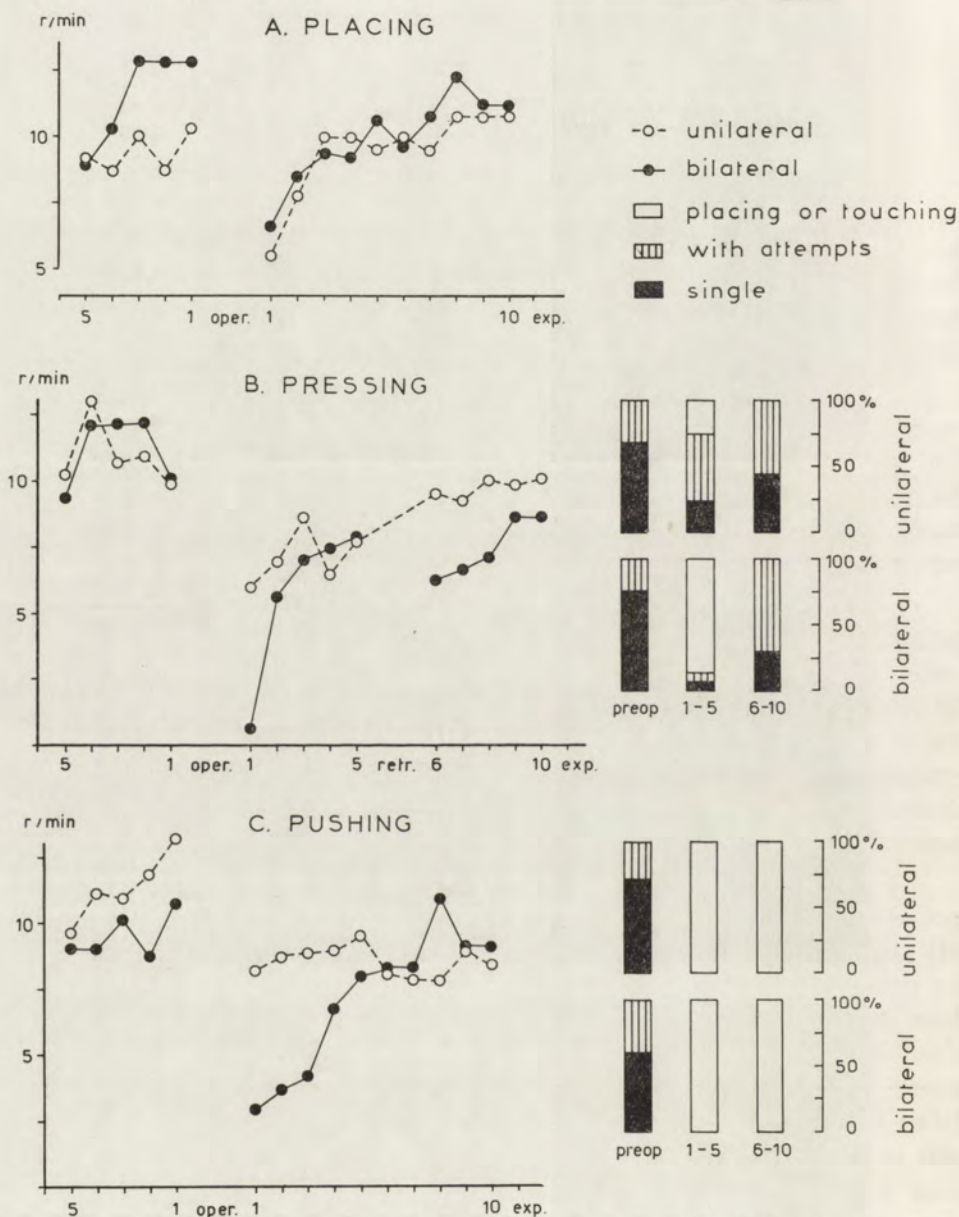 r/min
A. PLACING
10
5
5 1 oper. 1 10 exp.
-o- unilateral
bilateral
placing or touching
with attempts
single
r/min
B. PRESSING
10
5
5 1 oper. 1 5 retr. 6 10 exp.
100%
50
0
unilateral
100%
50
0
bilateral
preop 1-5 6-10
r/min
C. PUSHING
10
5
5 1 oper. 1 10 exp.
100%
50
0
unilateral
100%
50
0
bilateral
preop 1-5 6-10